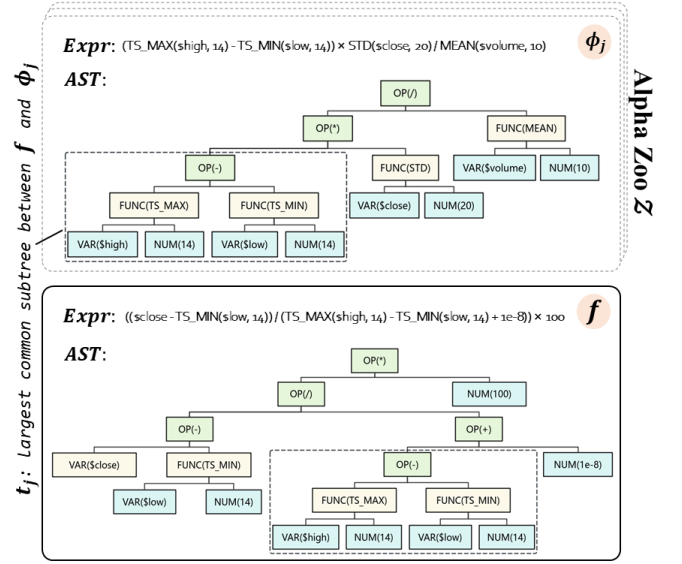 Expr: (TS_MAX($high, 14) - TS_MIN($low, 14)) × STD($close, 20) / MEAN($volume, 10)
ϕj
AST:
OP(/)
OP(*)
FUNC(MEAN)
OP(-)
FUNC(STD)
VAR($volume)
NUM(10)
FUNC(TS_MAX)
FUNC(TS_MIN)
VAR($close)
NUM(20)
VAR($high)
NUM(14)
VAR($low)
NUM(14)
Alpha Zoo Z
tj: largest common subtree between f and ϕj
Expr: (($close - TS_MIN($low, 14)) / (TS_MAX($high, 14) - TS_MIN($low, 14) + 1e-8)) × 100
f
AST:
OP(*)
OP(/)
NUM(100)
OP(-)
OP(+)
VAR($close)
FUNC(TS_MIN)
OP(-)
NUM(1e-8)
VAR($low)
NUM(14)
FUNC(TS_MAX)
FUNC(TS_MIN)
VAR($high)
NUM(14)
VAR($low)
NUM(14)